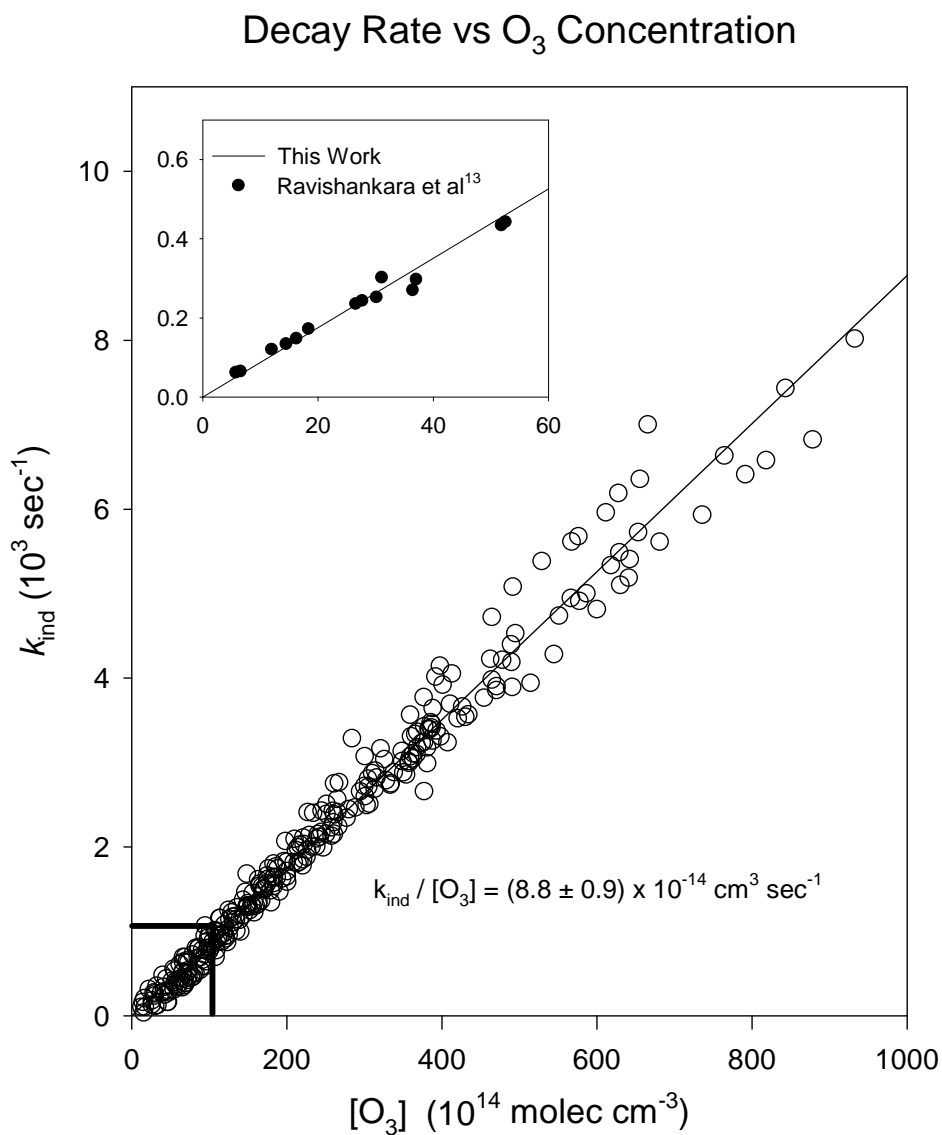 Decay Rate vs O₃ Concentration
10
8
6
4
2
0
k_ind (10³ sec⁻¹)
0.6
0.4
0.2
0.0
This Work
Ravishankara et al¹³
0 20 40 60
k_ind / [O₃] = (8.8 ± 0.9) x 10⁻¹⁴ cm³ sec⁻¹
0 200 400 600 800 1000
[O₃] (10¹⁴ molec cm⁻³)